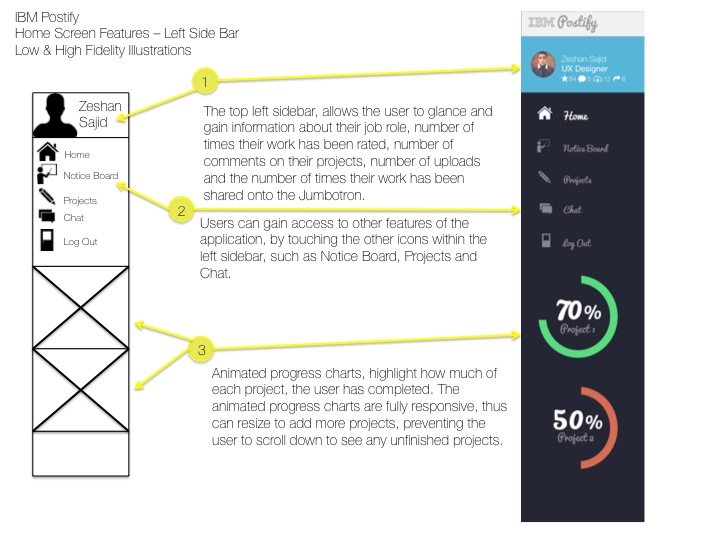 IBM Postify
Home Screen Features – Left Side Bar
Low & High Fidelity Illustrations
Zeshan
Sajid
Home
Notice Board
Projects
Chat
Log Out
1
The top left sidebar, allows the user to glance and
gain information about their job role, number of
times their work has been rated, number of
comments on their projects, number of uploads
and the number of times their work has been
shared onto the Jumbotron.
2
Users can gain access to other features of the
application, by touching the other icons within the
left sidebar, such as Notice Board, Projects and
Chat.
3
Animated progress charts, highlight how much of
each project, the user has completed. The
animated progress charts are fully responsive, thus
can resize to add more projects, preventing the
user to scroll down to see any unfinished projects.
IBM Postify
Zeshan Sajid
UX Designer
64 5 12 6
Home
Notice Board
Projects
Chat
Log Out
70%
Project 1
50%
Project 2